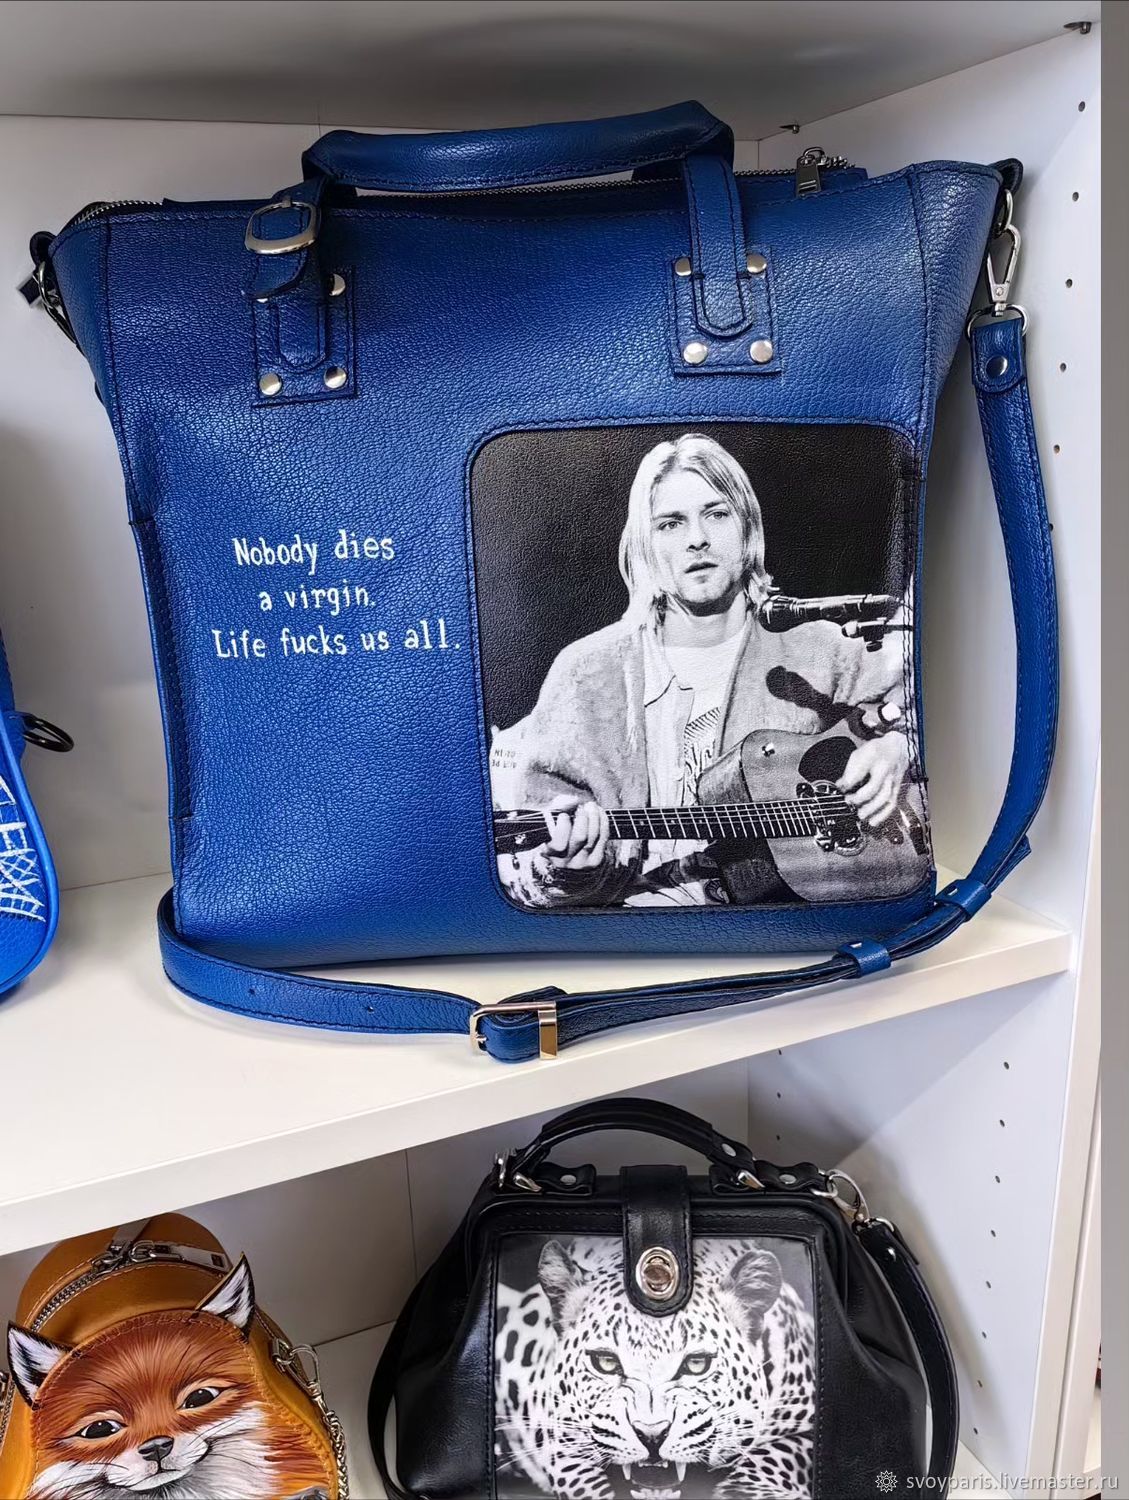 Nobody dies
a virgin.
Life fucks us all.
svoyparis.livemaster.ru